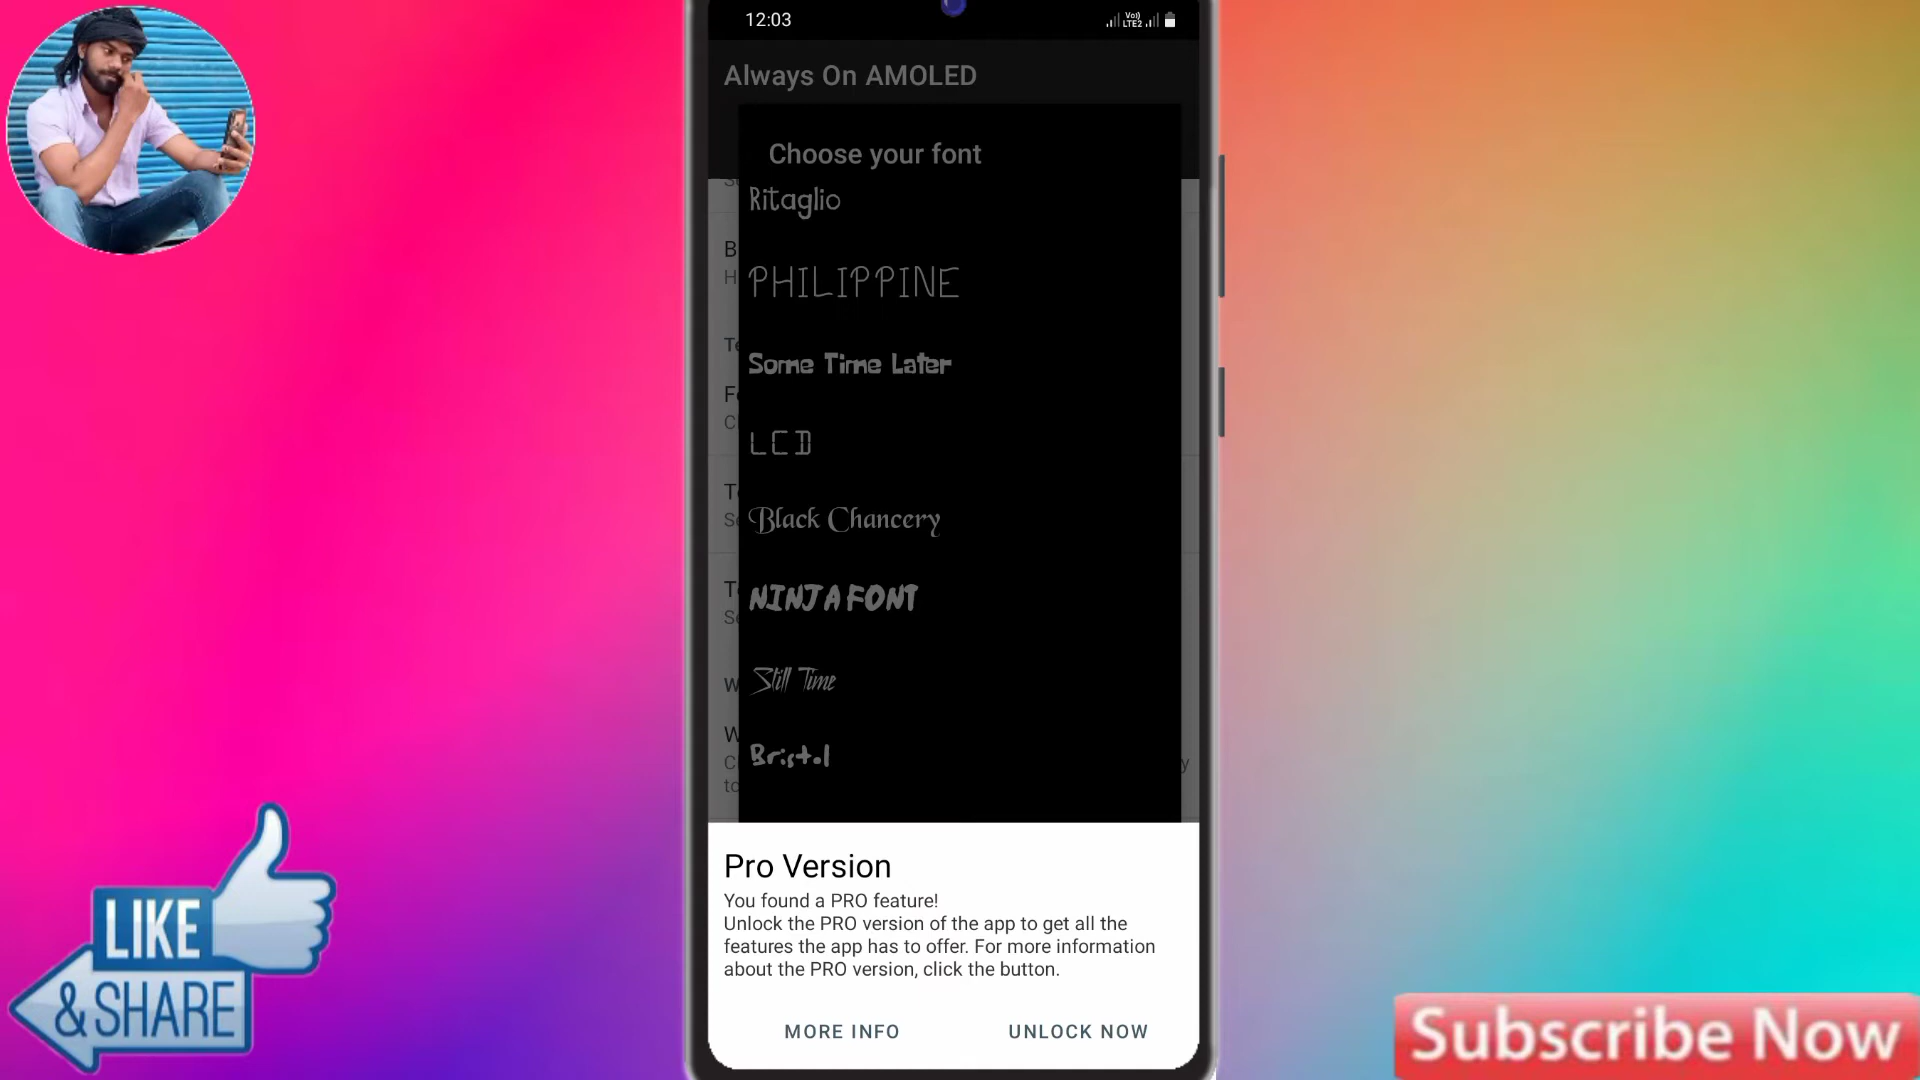 12:03
Vo)) LTE2
Always On AMOLED
Choose your font
Ritaglio
PHILIPPINE
Some Time Later
LCD
Black Chancery
NINJA FONT
Still Time
Bristol
Pro Version
You found a PRO feature!
Unlock the PRO version of the app to get all the
features the app has to offer. For more information
about the PRO version, click the button.
MORE INFO UNLOCK NOW
LIKE
& SHARE
Subscribe Now